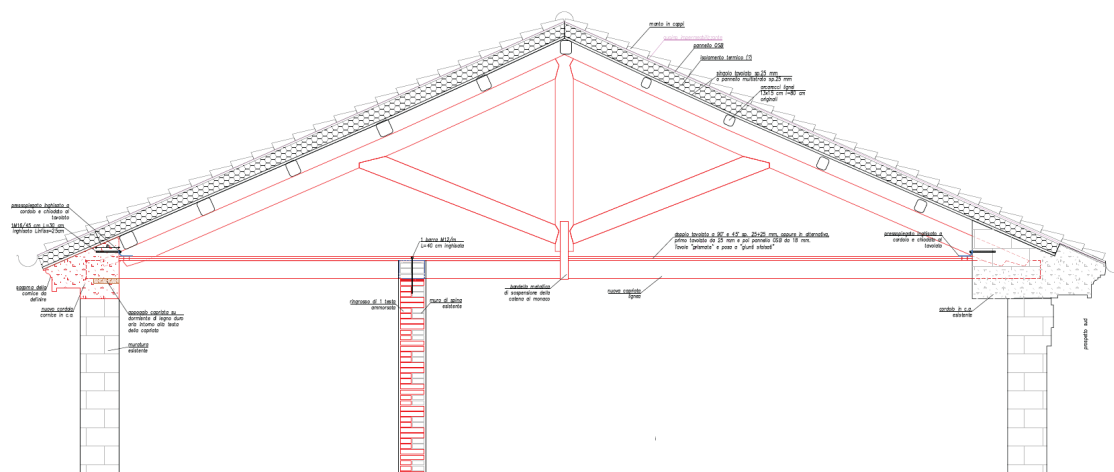 manto in coppi
guaina impermeabilizzante
pannello OSB
isolamento termico (?)
singolo tavolato sp.25 mm
o pannello multistrato sp.25 mm
arcarecci lignei
13x15 cm i=80 cm
originali
pressopiegato inghisato a
cordolo e chiodato al
tavolato
1M16/45 cm L=30 cm
inghisata
sagoma della
cornice da
definire
nuovo cordolo
cornice in c.a.
appoggio capriata su
dormiente di legno duro
aria intorno alla testa
della capriata
muratura
esistente
1 barra M12/m
L=40 cm inghisata
ringrosso di 1 testa
ammorsata
muro di spina
esistente
bandella metallica
di sospensione della
catena al monaco
nuova capriata
lignea
doppio tavolato a 90° e 45° sp. 25+25 mm, oppure in alternativa,
primo tavolato da 25 mm e poi pannello OSB da 18 mm.
Tavole "grismate" e posa a "giunti sfalsati"
pressopiegato inghisato a
cordolo e chiodato al
tavolato
cordolo in c.a.
esistente
prospetto sud